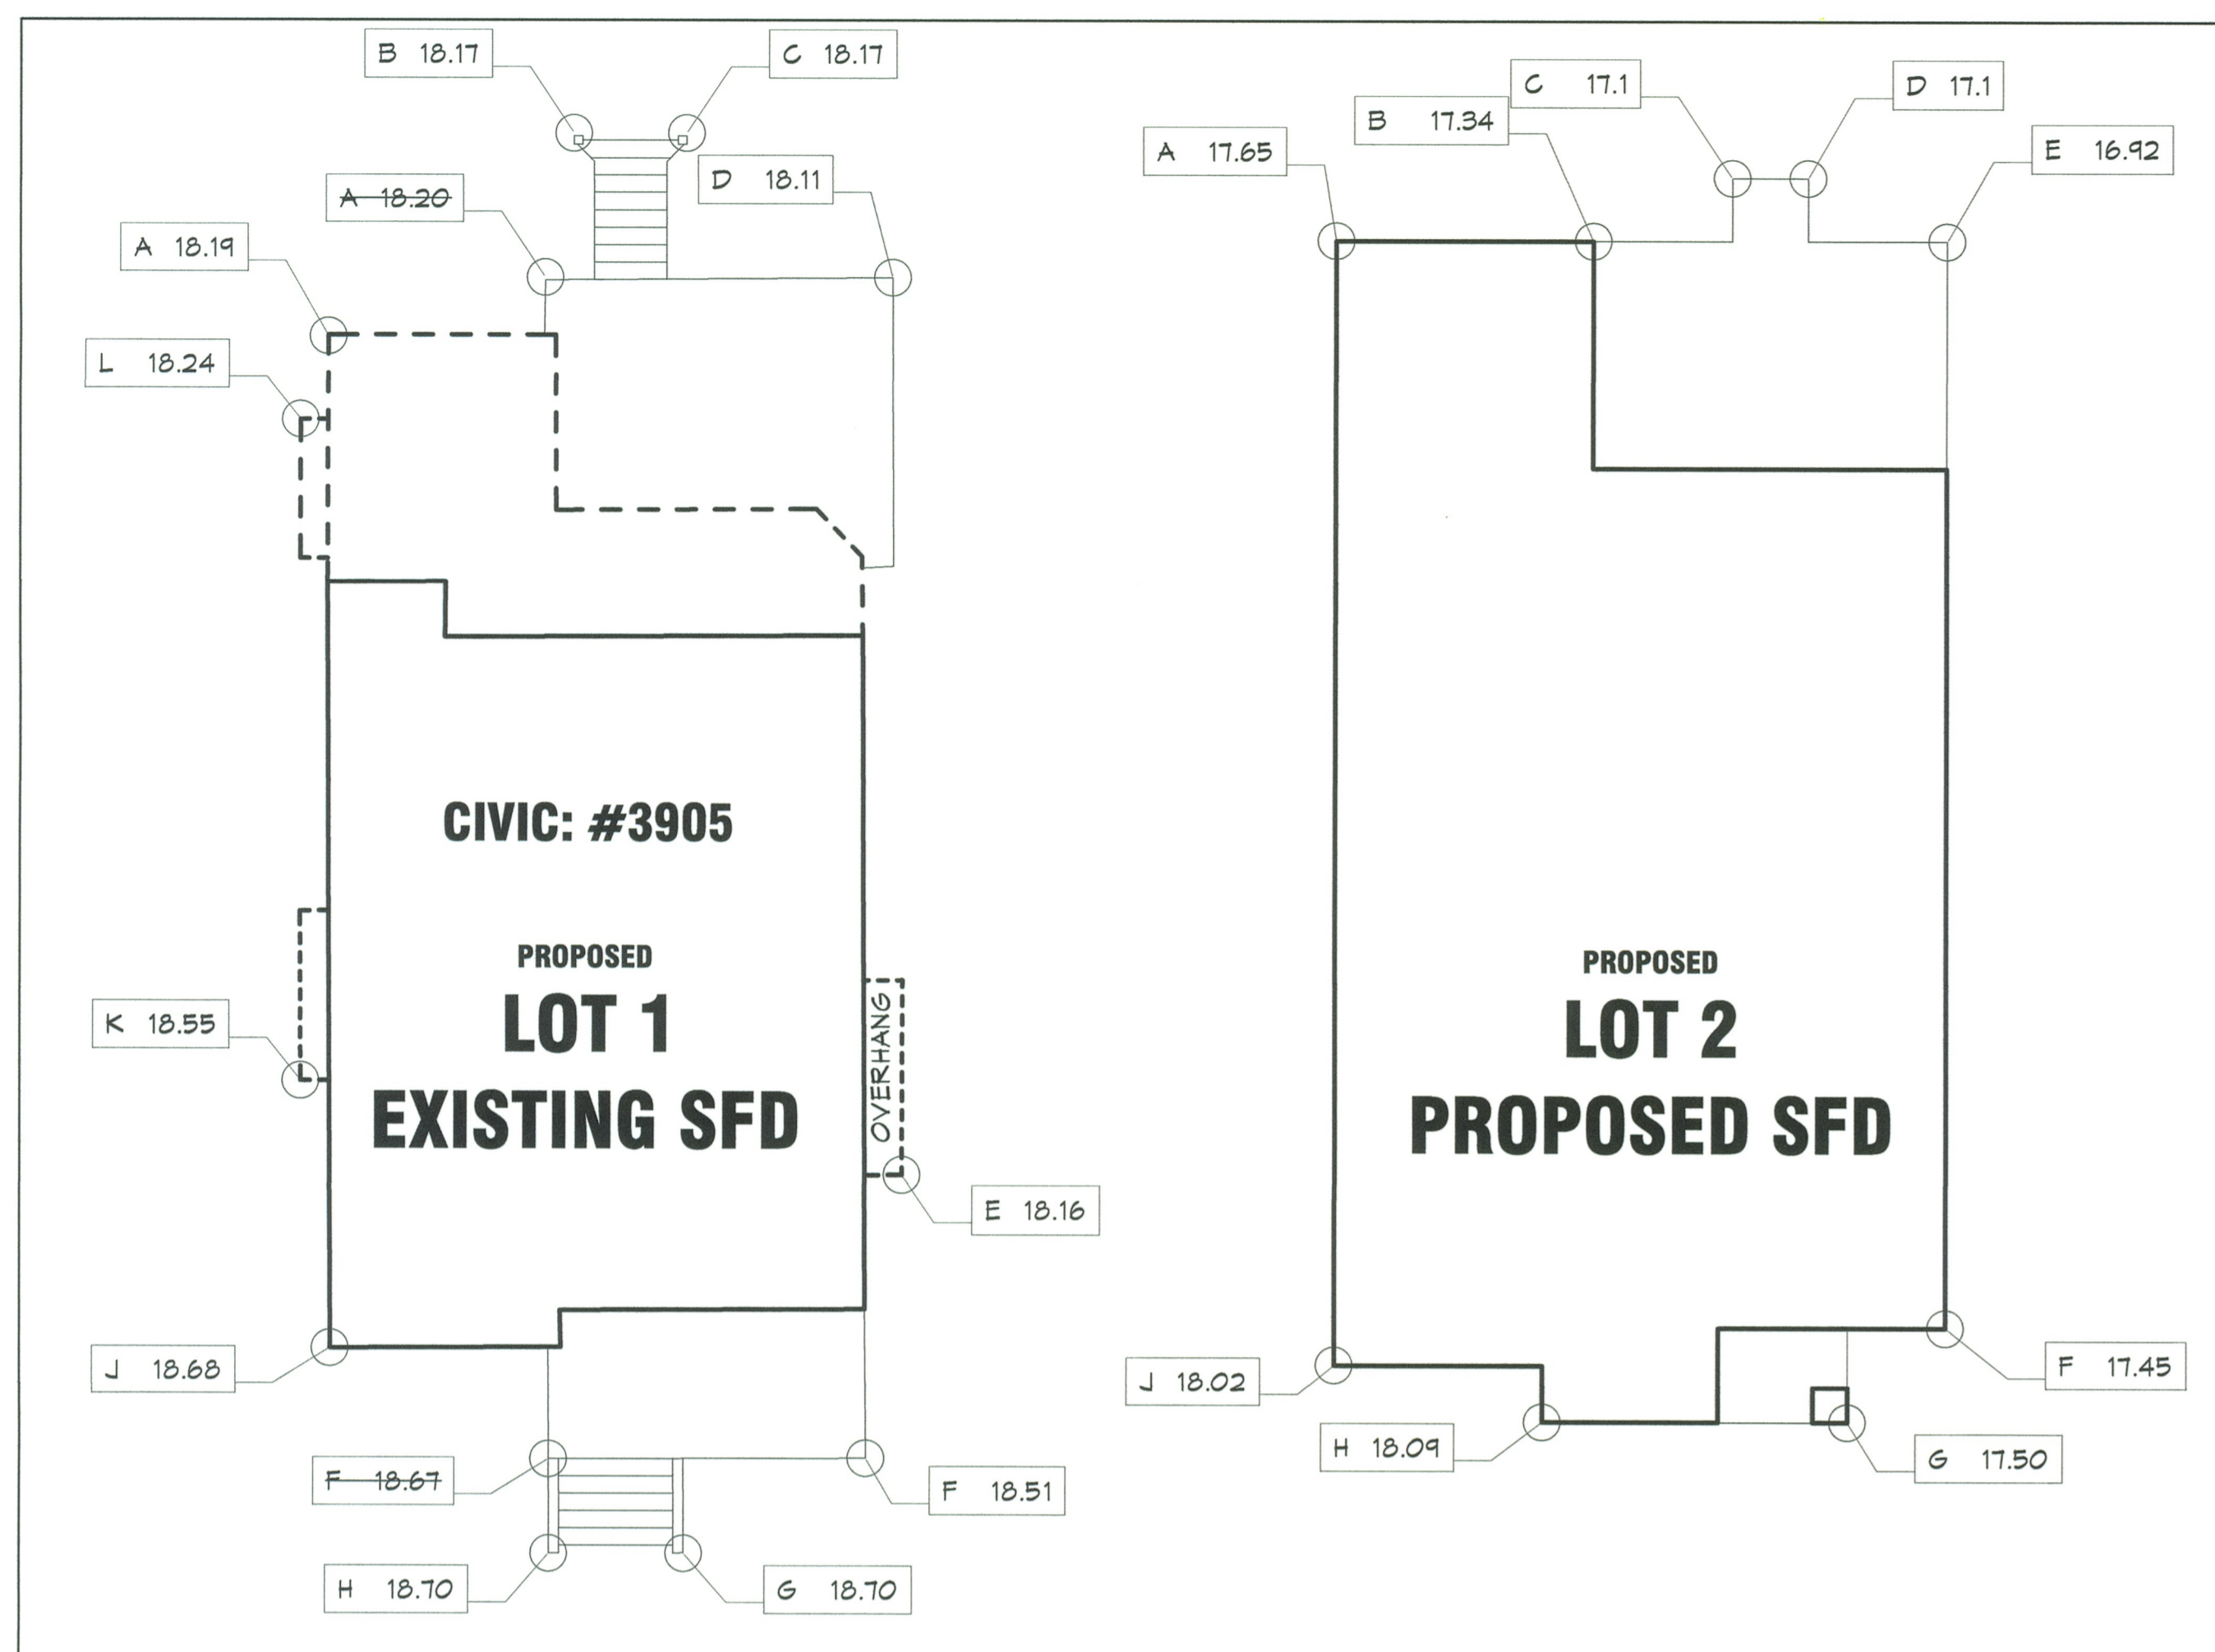 B 18.17
C 18.17
D 18.11
A 18.20
A 18.19
L 18.24
CIVIC: #3905
PROPOSED
LOT 1
EXISTING SFD
OVERHANG
K 18.55
E 18.16
J 18.68
F 18.67
F 18.51
H 18.70
G 18.70
C 17.1
D 17.1
B 17.34
A 17.65
E 16.92
PROPOSED
LOT 2
PROPOSED SFD
J 18.02
F 17.45
H 18.09
G 17.50